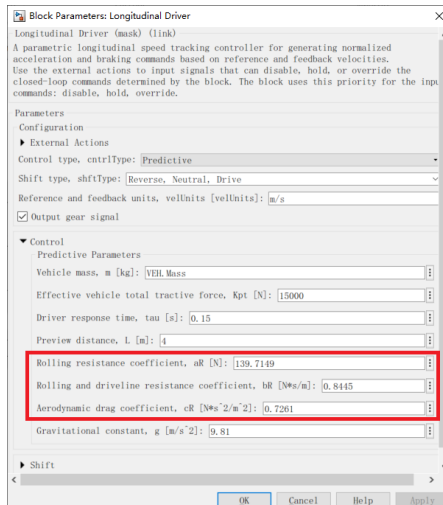 Block Parameters: Longitudinal Driver
Longitudinal Driver (mask) (link)
A parametric longitudinal speed tracking controller for generating normalized
acceleration and braking commands based on reference and feedback velocities.
Use the external actions to input signals that can disable, hold, or override the
closed-loop commands determined by the block. The block uses this priority for the inpu
commands: disable, hold, override.
Parameters
Configuration
External Actions
Control type, cntrlType: Predictive
Shift type, shftType: Reverse, Neutral, Drive
Reference and feedback units, velUnits [velUnits]: m/s
Output gear signal
Control
Predictive Parameters
Vehicle mass, m [kg]: VEH.Mass
Effective vehicle total tractive force, Kpt [N]: 15000
Driver response time, tau [s]: 0.15
Preview distance, L [m]: 4
Rolling resistance coefficient, aR [N]: 139.7149
Rolling and driveline resistance coefficient, bR [N*s/m]: 0.8445
Aerodynamic drag coefficient, cR [N*s^2/m^2]: 0.7261
Gravitational constant, g [m/s^2]: 9.81
Shift
OK Cancel Help Apply